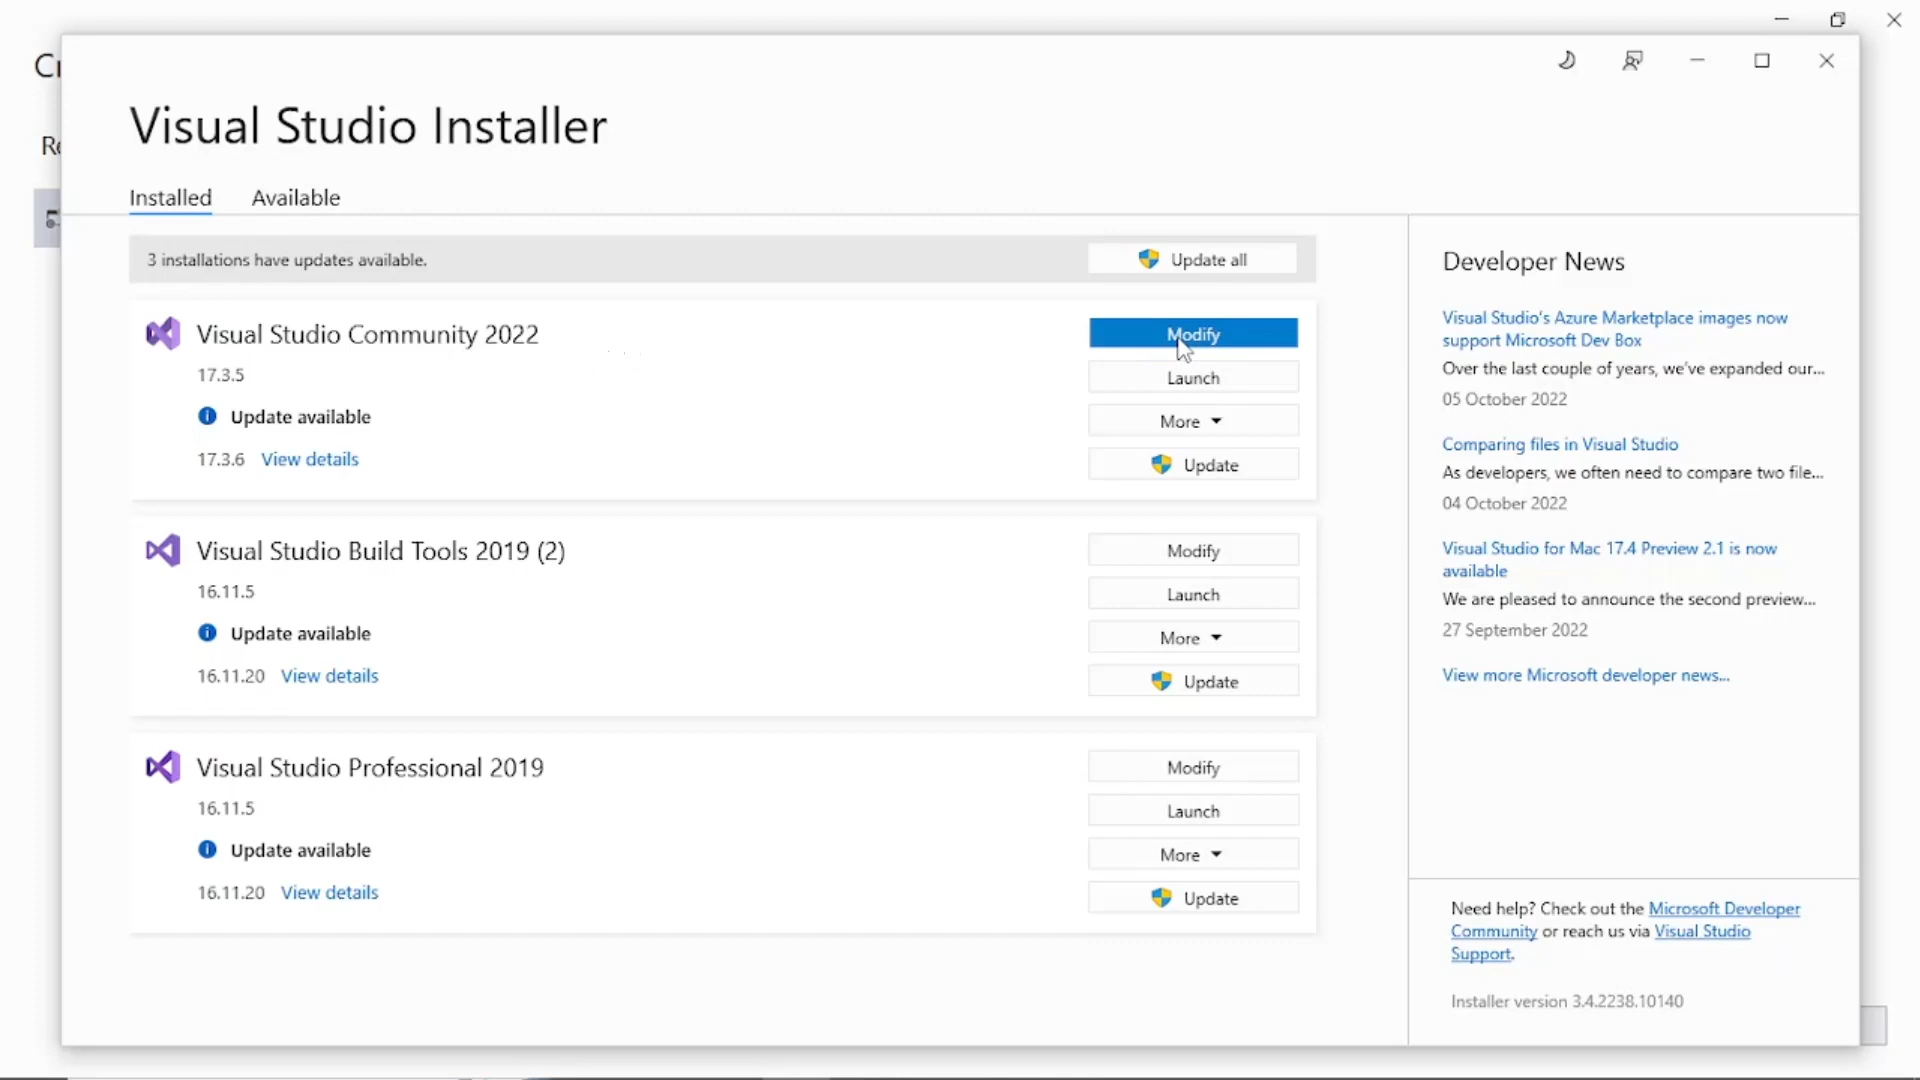 Visual Studio Installer
Installed
Available
3 installations have updates available.
Update all
Visual Studio Community 2022
17.3.5
Update available
17.3.6 View details
Modify
Launch
More
Update
Visual Studio Build Tools 2019 (2)
16.11.5
Update available
16.11.20 View details
Modify
Launch
More
Update
Visual Studio Professional 2019
16.11.5
Update available
16.11.20 View details
Modify
Launch
More
Update
Developer News
Visual Studio's Azure Marketplace images now
support Microsoft Dev Box
Over the last couple of years, we've expanded our...
05 October 2022
Comparing files in Visual Studio
As developers, we often need to compare two file...
04 October 2022
Visual Studio for Mac 17.4 Preview 2.1 is now
available
We are pleased to announce the second preview...
27 September 2022
View more Microsoft developer news...
Need help? Check out the Microsoft Developer
Community or reach us via Visual Studio
Support.
Installer version 3.4.2238.10140